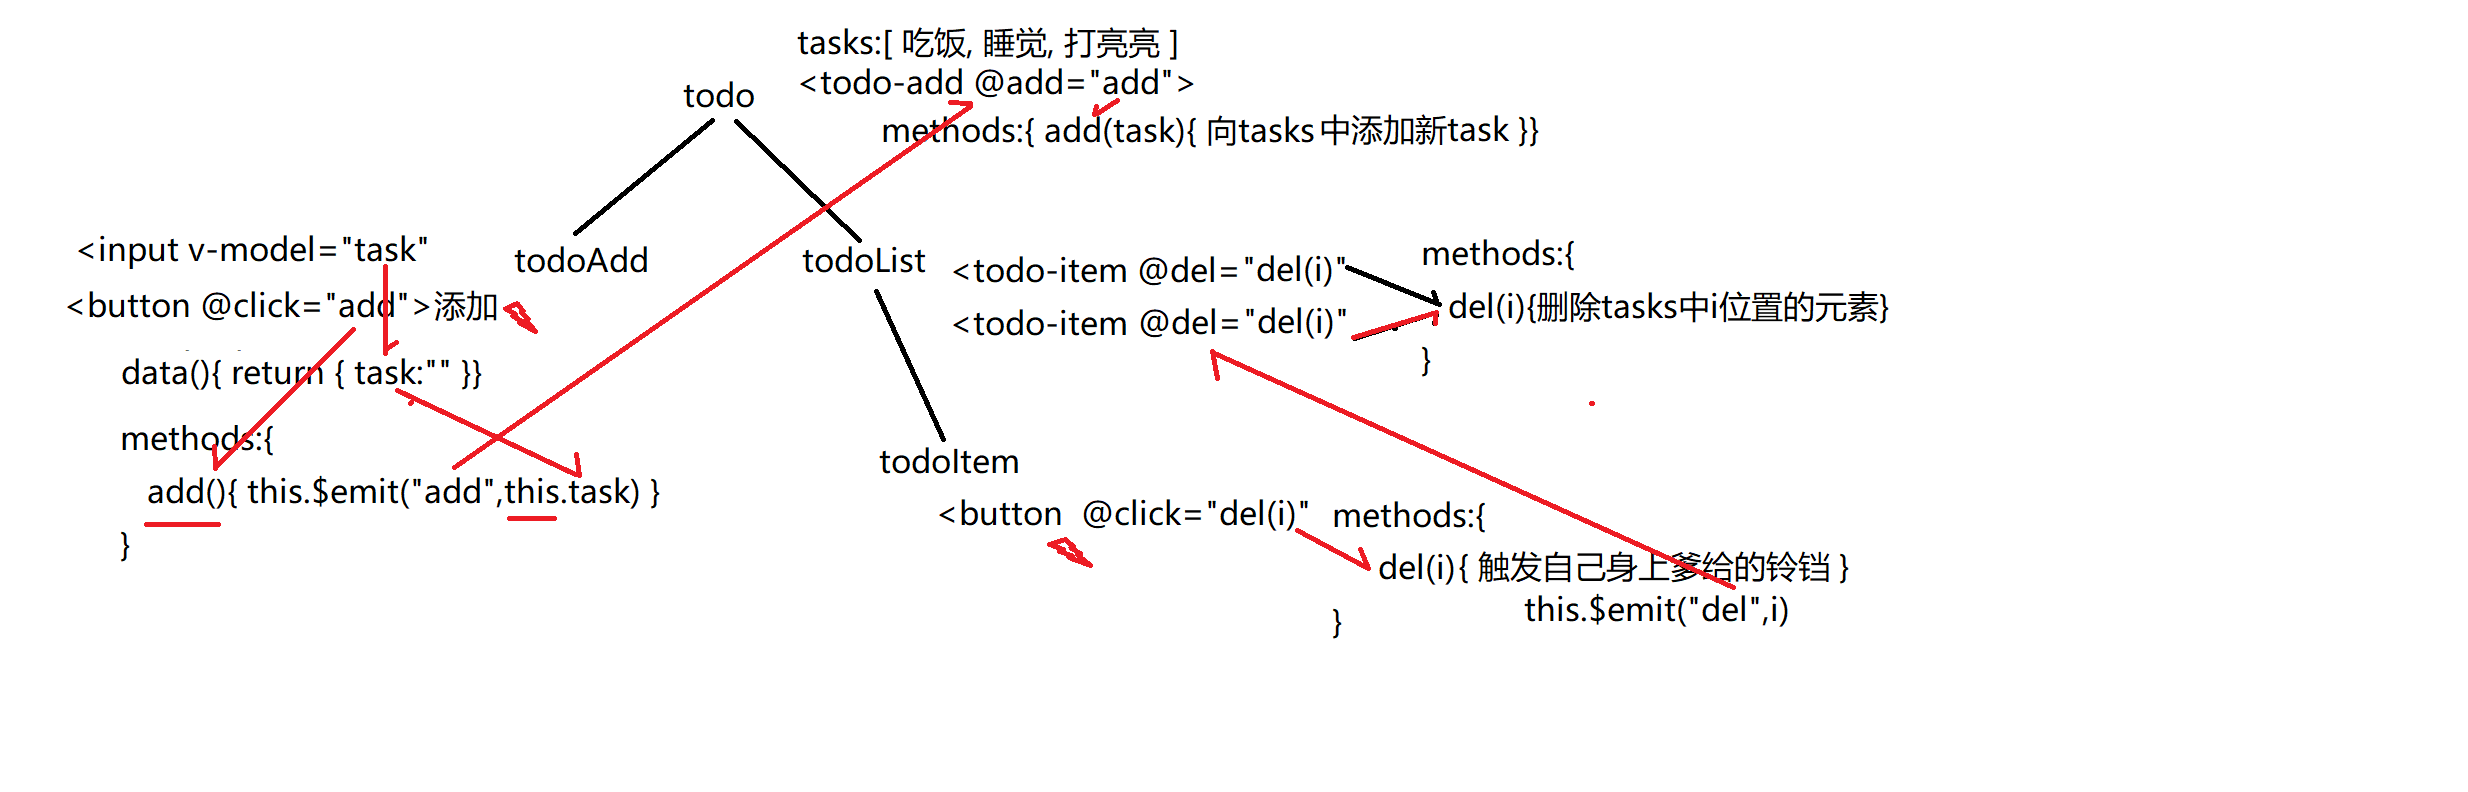 tasks:[ 吃饭, 睡觉, 打亮亮 ]
<todo-add @add="add">
todo
methods:{ add(task){ 向tasks中添加新task }}
<input v-model="task"
todoAdd
todoList
<todo-item @del="del(i)"
methods:{
<button @click="add">添加
<todo-item @del="del(i)"
del(i){删除tasks中i位置的元素}
}
data(){ return { task:"" }}
methods:{
add(){ this.$emit("add",this.task) }
}
todoItem
<button  @click="del(i)"
methods:{
del(i){ 触发自己身上爹给的铃铛 }
this.$emit("del",i)
}